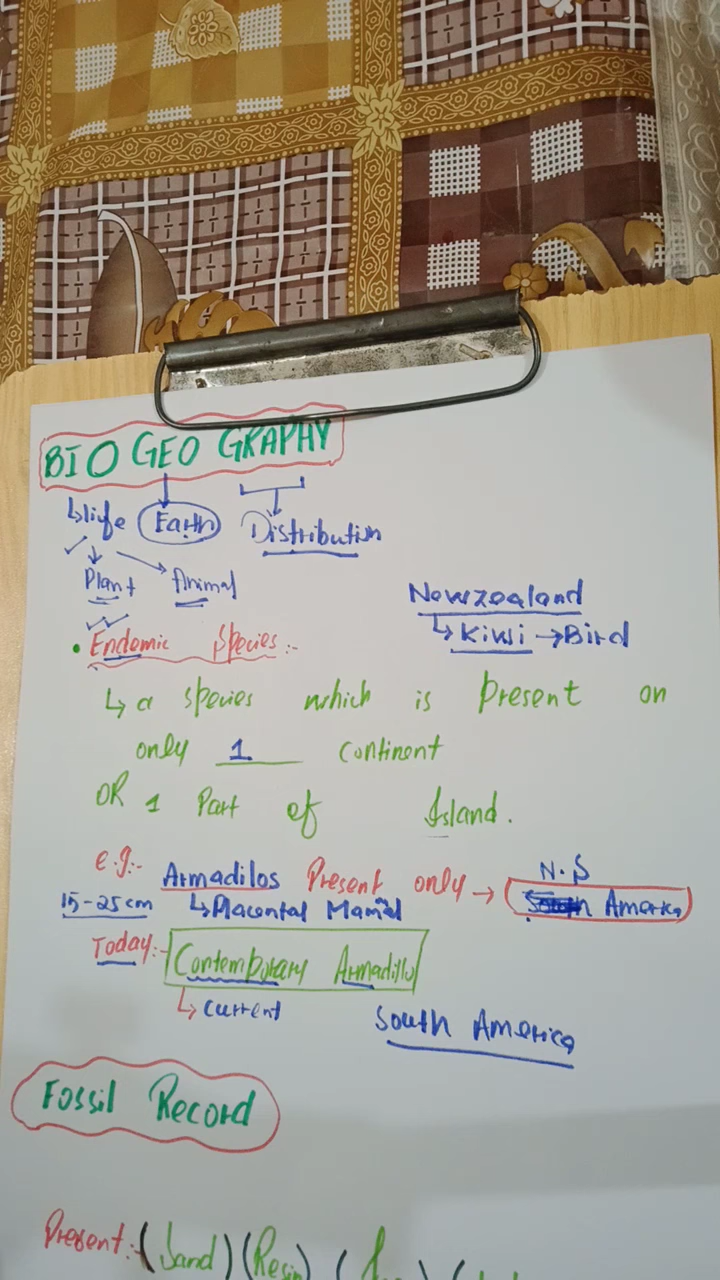 BIO GEO GRAPHY
↳life Earth Distribution
Plant Animal
Newzealand
↳Kiwi→Bird
• Endemic Species:-
↳ a species which is Present on
only 1 continent
OR 1 Part of Island.
e.g:- Armadilos Present only → N.S America
15-25cm ↳Placental Mamel
Today:- Contemporary Armadillo
↳ Current
South America
Fossil Record
Present:- (Sand) (Resin) (